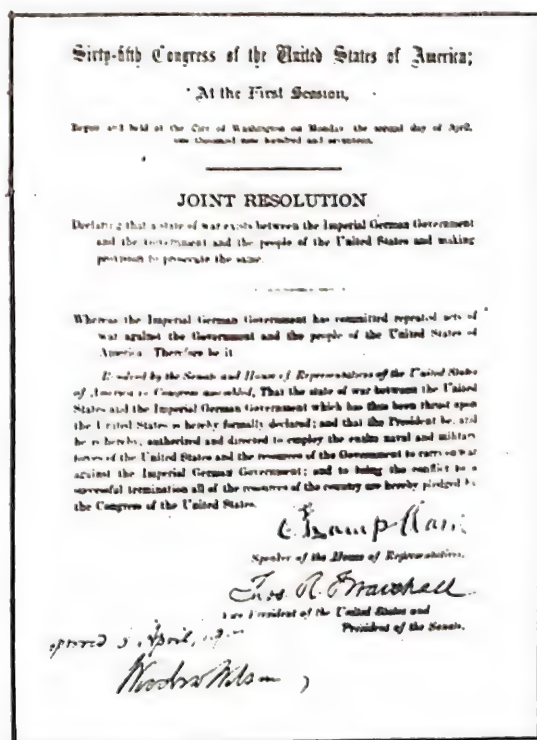 Sixty-fifth Congress of the United States of America;
At the First Session,
Begun and held at the City of Washington on Monday, the second day of April,
one thousand nine hundred and seventeen.
JOINT RESOLUTION
Declaring that a state of war exists between the Imperial German Government
and the Government and the people of the United States and making
provision to prosecute the same.
Whereas the Imperial German Government has committed repeated acts of
war against the Government and the people of the United States of
America: Therefore be it
Resolved by the Senate and House of Representatives of the United States
of America in Congress assembled, That the state of war between the United
States and the Imperial German Government which has thus been thrust upon
the United States is hereby formally declared; and that the President be, and
he is hereby, authorized and directed to employ the entire naval and military
forces of the United States and the resources of the Government to carry on war
against the Imperial German Government; and to bring the conflict to a
successful termination all of the resources of the country are hereby pledged by
the Congress of the United States.
Champ Clark
Speaker of the House of Representatives.
Thos. R. Marshall
Vice President of the United States and
President of the Senate.
April,
Woodrow Wilson